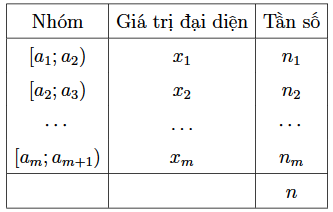 Nhóm Giá trị đại diện Tần số
[a₁; a₂) x₁ n₁
[a₂; a₃) x₂ n₂
... ... ...
[aₘ; aₘ₊₁) xₘ nₘ
n